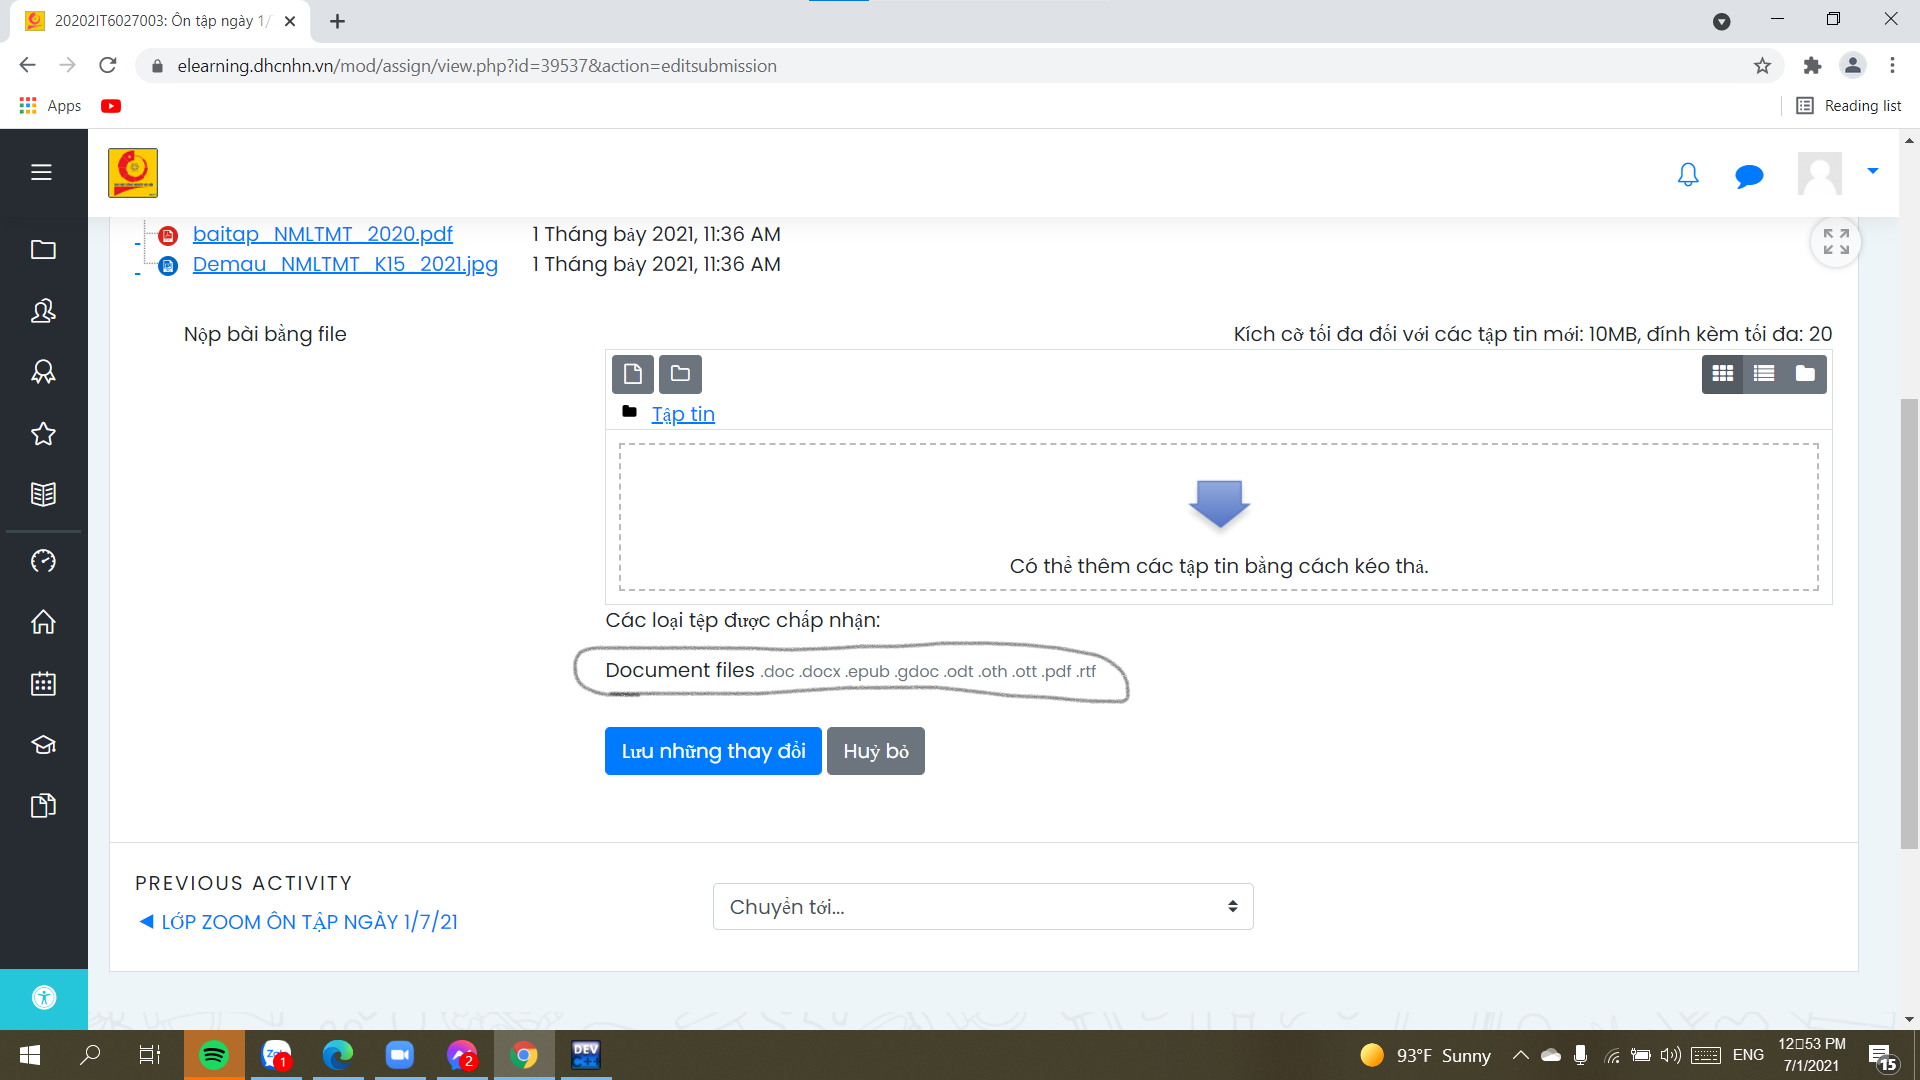 20202IT6027003: Ôn tập ngày 1/
elearning.dhcnhn.vn/mod/assign/view.php?id=39537&action=editsubmission
Apps
Reading list
baitap_NMLTMT_2020.pdf 1 Tháng bảy 2021, 11:36 AM
Demau_NMLTMT_K15_2021.jpg 1 Tháng bảy 2021, 11:36 AM
Nộp bài bằng file
Kích cỡ tối đa đối với các tập tin mới: 10MB, đính kèm tối đa: 20
Tập tin
Có thể thêm các tập tin bằng cách kéo thả.
Các loại tệp được chấp nhận:
Document files .doc .docx .epub .gdoc .odt .oth .ott .pdf .rtf
Lưu những thay đổi Huỷ bỏ
PREVIOUS ACTIVITY
◄ LỚP ZOOM ÔN TẬP NGÀY 1/7/21
Chuyển tới...
1
2
DEV
C++
93°F Sunny
ENG
12▯53 PM
7/1/2021
15